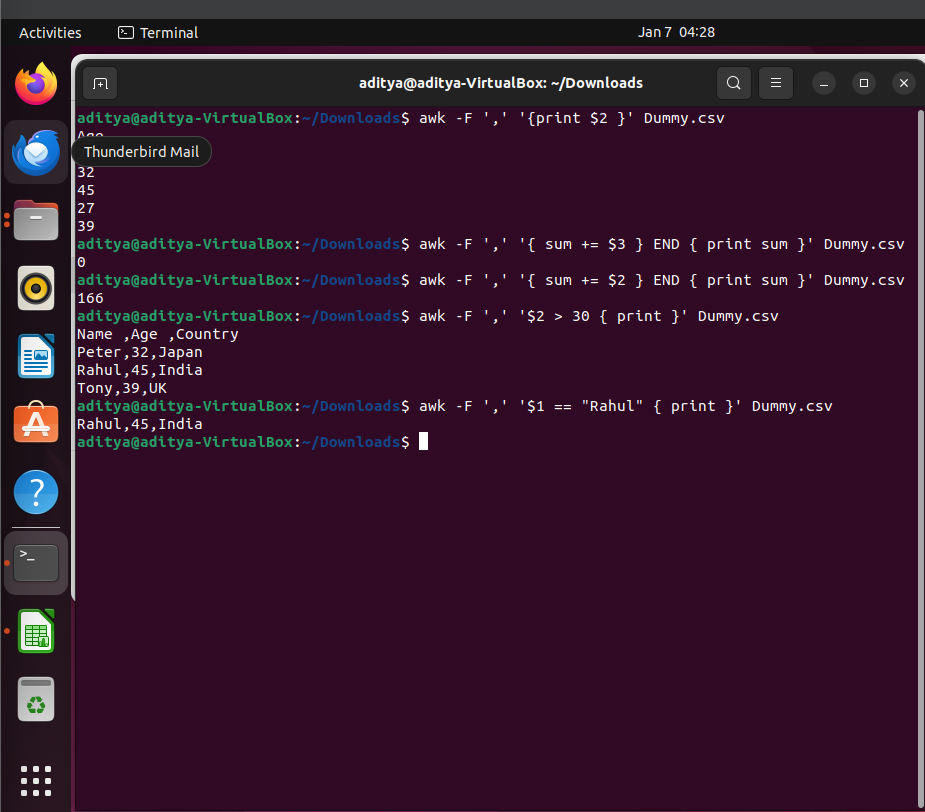 Activities
Terminal
Jan 7 04:28
aditya@aditya-VirtualBox: ~/Downloads
aditya@aditya-VirtualBox:~/Downloads$ awk -F ',' '{print $2 }' Dummy.csv
Age
Thunderbird Mail
32
45
27
39
aditya@aditya-VirtualBox:~/Downloads$ awk -F ',' '{ sum += $3 } END { print sum }' Dummy.csv
0
aditya@aditya-VirtualBox:~/Downloads$ awk -F ',' '{ sum += $2 } END { print sum }' Dummy.csv
166
aditya@aditya-VirtualBox:~/Downloads$ awk -F ',' '$2 > 30 { print }' Dummy.csv
Name ,Age ,Country
Peter,32,Japan
Rahul,45,India
Tony,39,UK
aditya@aditya-VirtualBox:~/Downloads$ awk -F ',' '$1 == "Rahul" { print }' Dummy.csv
Rahul,45,India
aditya@aditya-VirtualBox:~/Downloads$